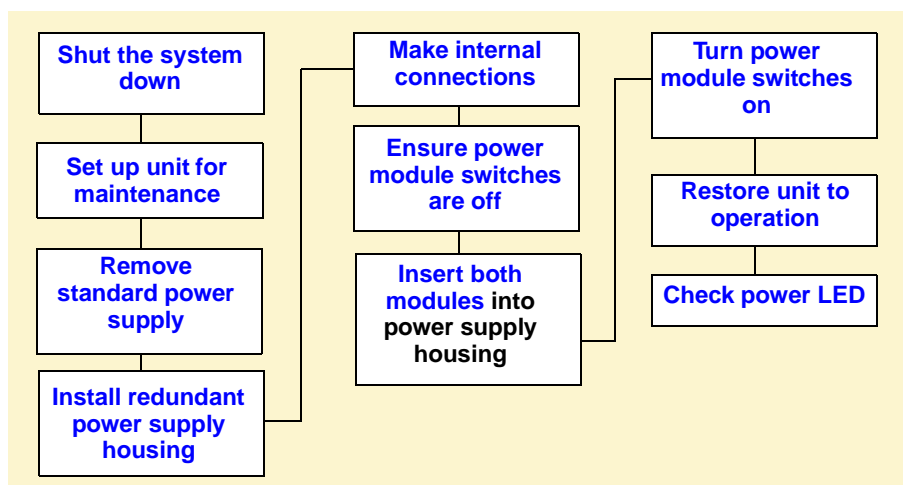 Shut the system
down
Set up unit for
maintenance
Remove
standard power
supply
Install redundant
power supply
housing
Make internal
connections
Ensure power
module switches
are off
Insert both
modules into
power supply
housing
Turn power
module switches
on
Restore unit to
operation
Check power LED